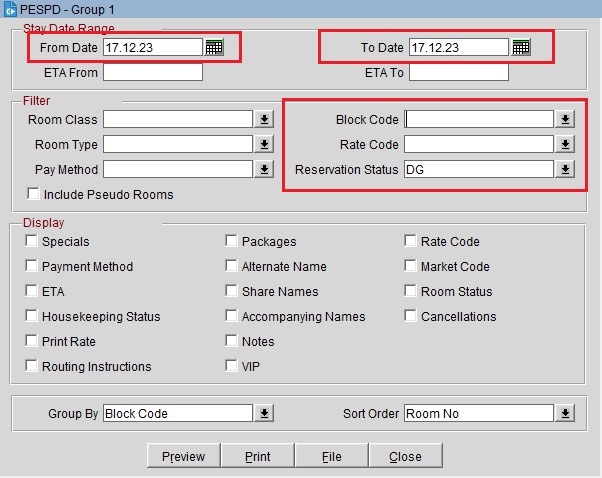 PESPD - Group 1
Stay Date Range
From Date 17.12.23 To Date 17.12.23
ETA From ETA To
Filter
Room Class Block Code
Room Type Rate Code
Pay Method Reservation Status DG
Include Pseudo Rooms
Display
Specials Packages Rate Code
Payment Method Alternate Name Market Code
ETA Share Names Room Status
Housekeeping Status Accompanying Names Cancellations
Print Rate Notes
Routing Instructions VIP
Group By Block Code Sort Order Room No
Preview Print File Close